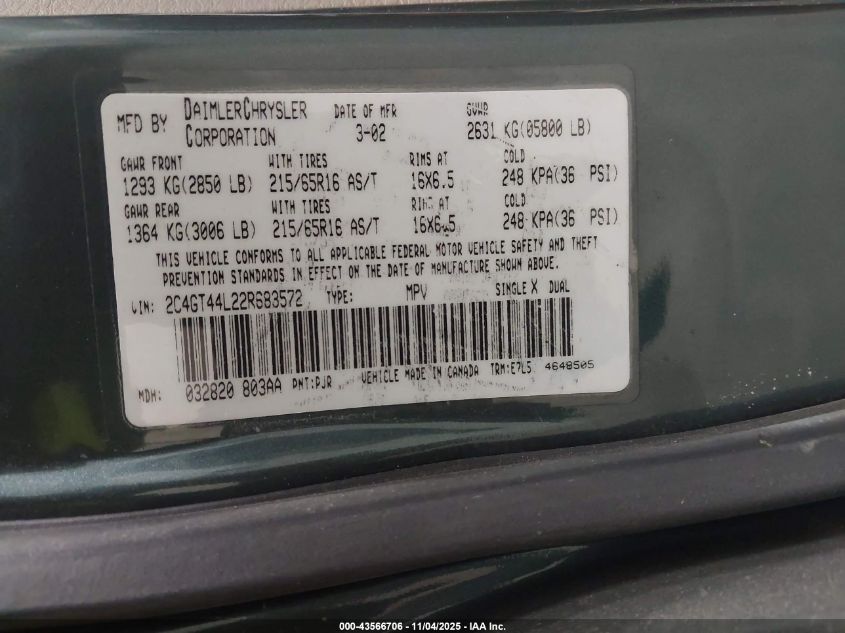 MFD BY DAIMLERCHRYSLER CORPORATION DATE OF MFR 3-02 GVWR 2631 KG(05800 LB)
GAWR FRONT WITH TIRES RIMS AT COLD
1293 KG(2850 LB) 215/65R16 AS/T 16X6.5 248 KPA(36 PSI)
GAWR REAR WITH TIRES RIMS AT COLD
1364 KG(3006 LB) 215/65R16 AS/T 16X6.5 248 KPA(36 PSI)
THIS VEHICLE CONFORMS TO ALL APPLICABLE FEDERAL MOTOR VEHICLE SAFETY AND THEFT
PREVENTION STANDARDS IN EFFECT ON THE DATE OF MANUFACTURE SHOWN ABOVE.
VIN: 2C4GT44L22R683572 TYPE: MPV SINGLE X DUAL
MDH: 032820 803AA PNT:PJR VEHICLE MADE IN CANADA TRM:E7L5 4648505
000-43566706 - 11/04/2025 - IAA Inc.